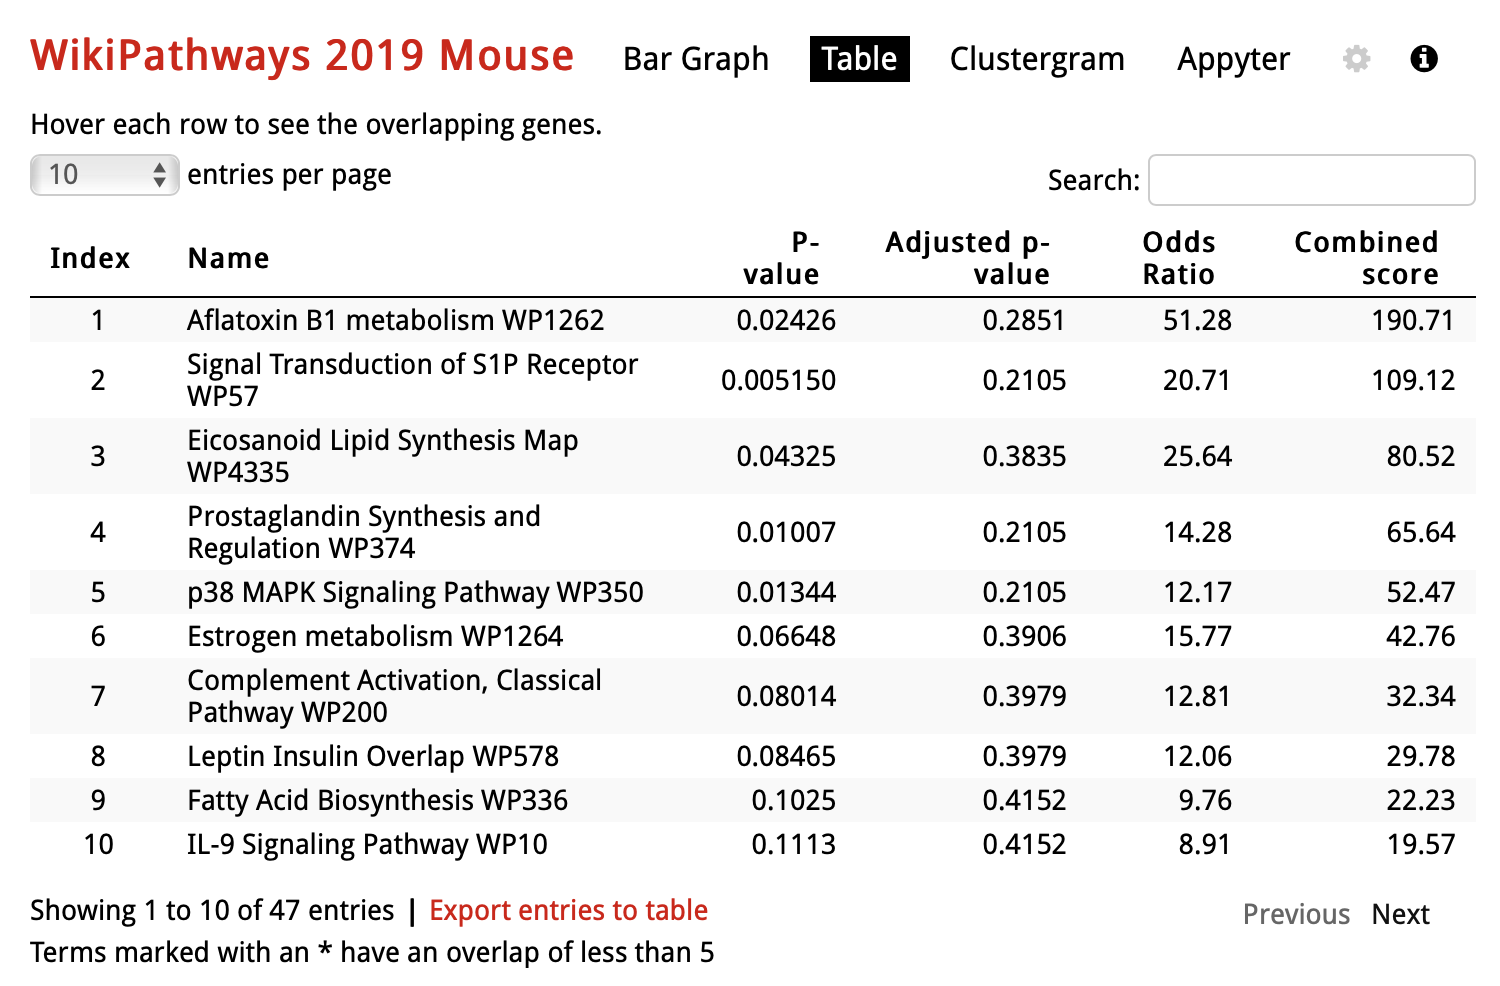 WikiPathways 2019 Mouse Bar Graph Table Clustergram Appyter
Hover each row to see the overlapping genes.
10 entries per page Search:
Index Name P-value Adjusted p-value Odds Ratio Combined score
1 Aflatoxin B1 metabolism WP1262 0.02426 0.2851 51.28 190.71
2 Signal Transduction of S1P Receptor WP57 0.005150 0.2105 20.71 109.12
3 Eicosanoid Lipid Synthesis Map WP4335 0.04325 0.3835 25.64 80.52
4 Prostaglandin Synthesis and Regulation WP374 0.01007 0.2105 14.28 65.64
5 p38 MAPK Signaling Pathway WP350 0.01344 0.2105 12.17 52.47
6 Estrogen metabolism WP1264 0.06648 0.3906 15.77 42.76
7 Complement Activation, Classical Pathway WP200 0.08014 0.3979 12.81 32.34
8 Leptin Insulin Overlap WP578 0.08465 0.3979 12.06 29.78
9 Fatty Acid Biosynthesis WP336 0.1025 0.4152 9.76 22.23
10 IL-9 Signaling Pathway WP10 0.1113 0.4152 8.91 19.57
Showing 1 to 10 of 47 entries | Export entries to table Previous Next
Terms marked with an * have an overlap of less than 5